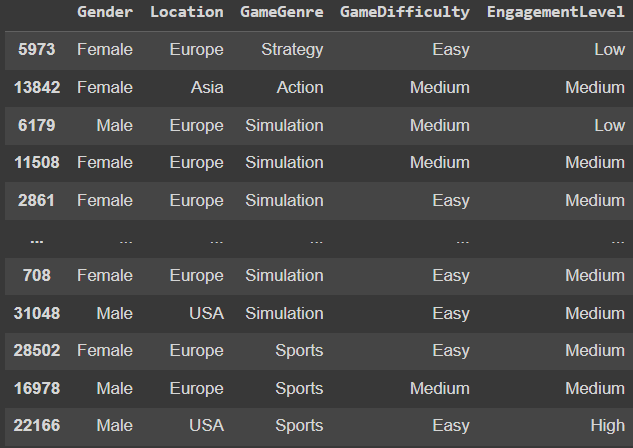 Gender Location GameGenre GameDifficulty EngagementLevel
5973 Female Europe Strategy Easy Low
13842 Female Asia Action Medium Medium
6179 Male Europe Simulation Medium Low
11508 Female Europe Simulation Medium Medium
2861 Female Europe Simulation Easy Medium
... ... ... ... ... ...
708 Female Europe Simulation Easy Medium
31048 Male USA Simulation Easy Medium
28502 Female Europe Sports Easy Medium
16978 Male Europe Sports Medium Medium
22166 Male USA Sports Easy High